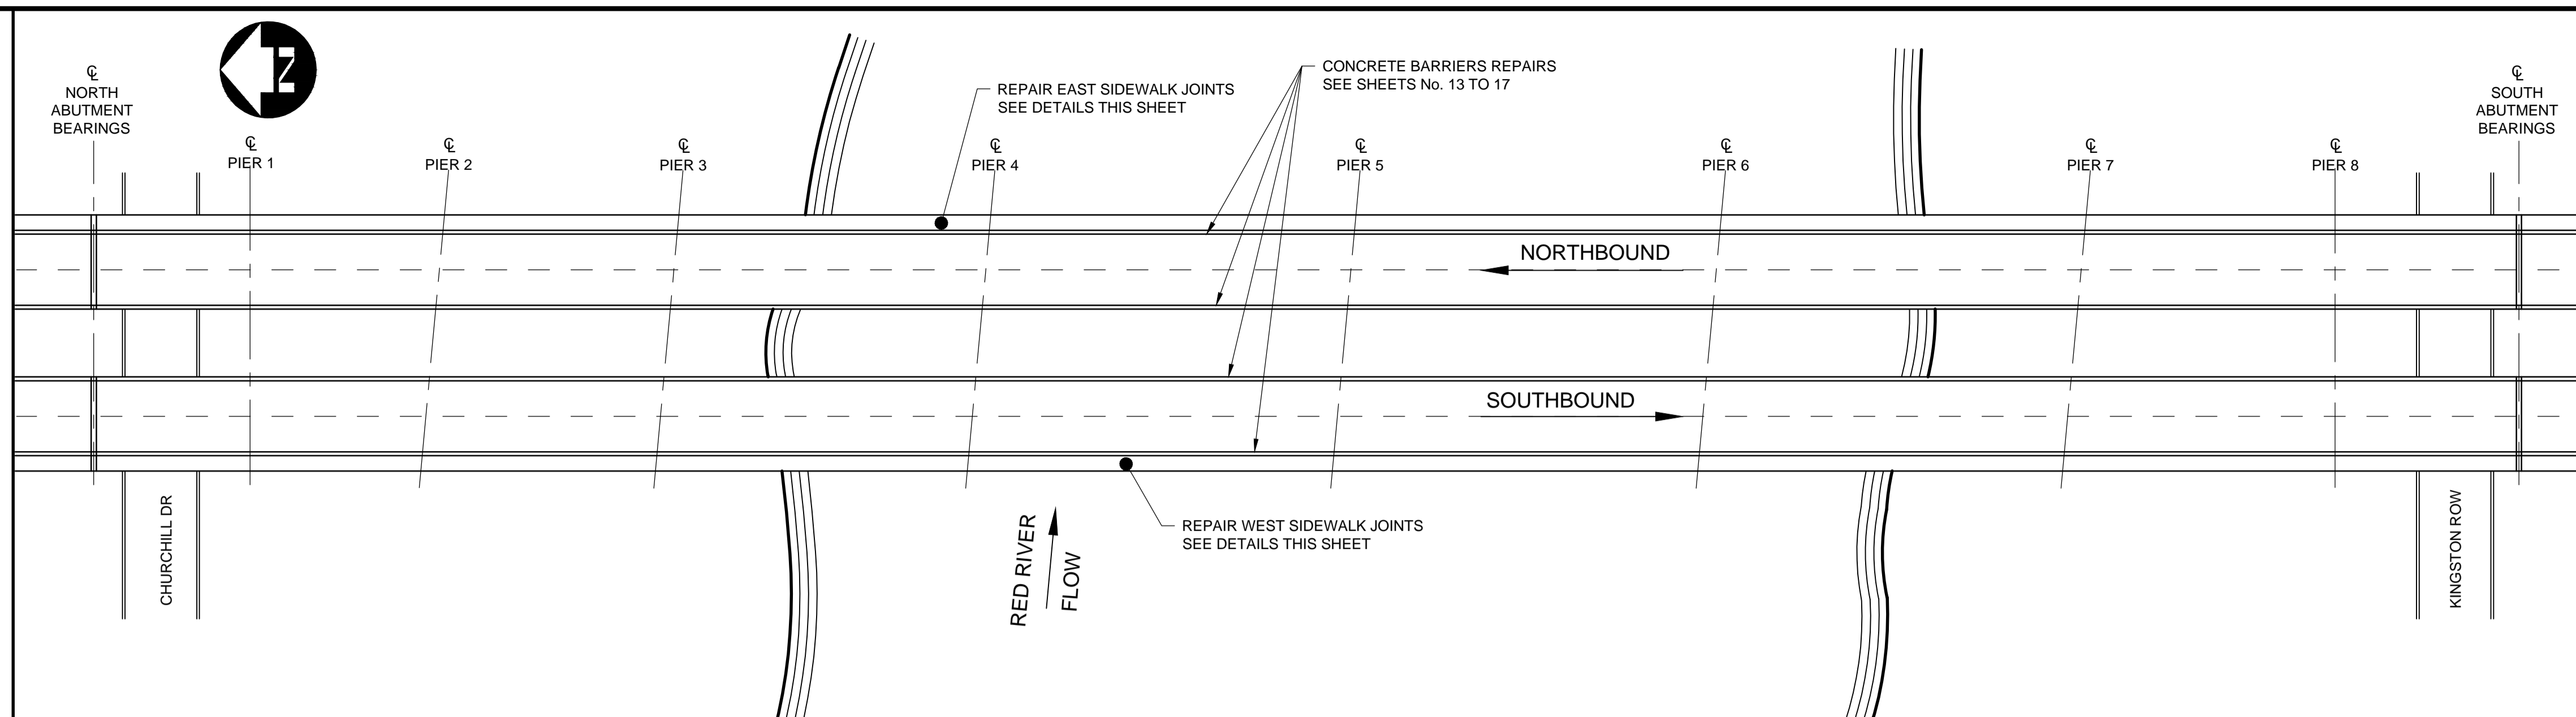 N
℄
NORTH
ABUTMENT
BEARINGS
℄
PIER 1
℄
PIER 2
℄
PIER 3
REPAIR EAST SIDEWALK JOINTS
SEE DETAILS THIS SHEET
℄
PIER 4
CONCRETE BARRIERS REPAIRS
SEE SHEETS No. 13 TO 17
℄
PIER 5
℄
PIER 6
℄
PIER 7
℄
PIER 8
℄
SOUTH
ABUTMENT
BEARINGS
NORTHBOUND
SOUTHBOUND
CHURCHILL DR
RED RIVER
FLOW
REPAIR WEST SIDEWALK JOINTS
SEE DETAILS THIS SHEET
KINGSTON ROW